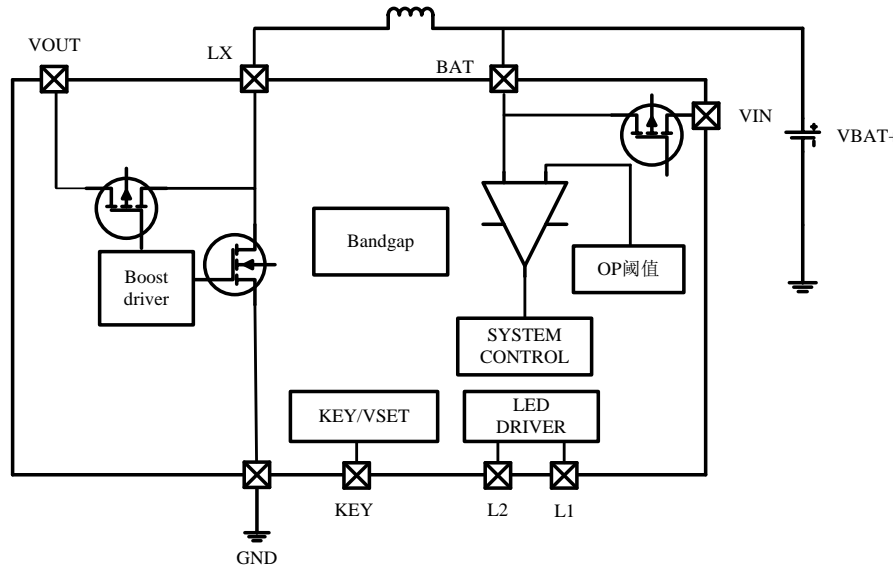 VOUT
LX
BAT
VIN
VBAT-
Bandgap
Boost
driver
OP阈值
SYSTEM
CONTROL
KEY/VSET
LED
DRIVER
KEY
L2
L1
GND